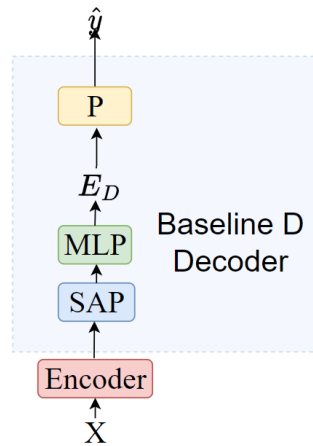 ŷ
P
E_D
MLP
Baseline D
Decoder
SAP
Encoder
X